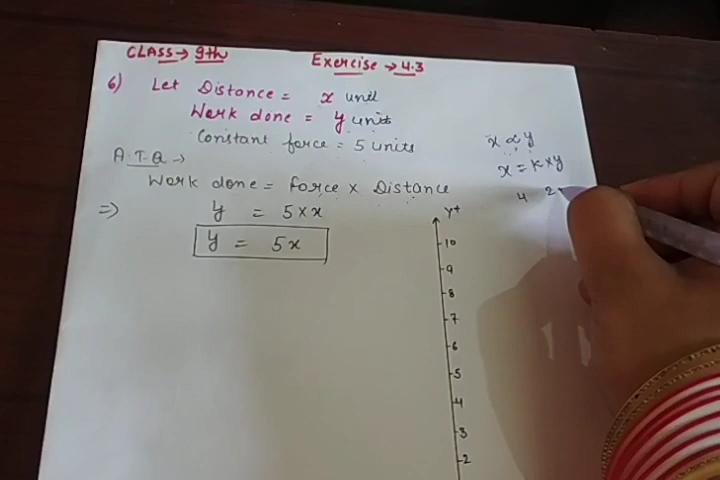 CLASS→ 9th Exercise → 4.3
6) Let Distance = x unit
Work done = y units
Constant force = 5 units
A.T.Q →
Work done = force × Distance
⇒ y = 5 × x
y = 5x
x ∝ y
x = k × y
4 2
Y+
10
9
8
7
6
5
4
3
2